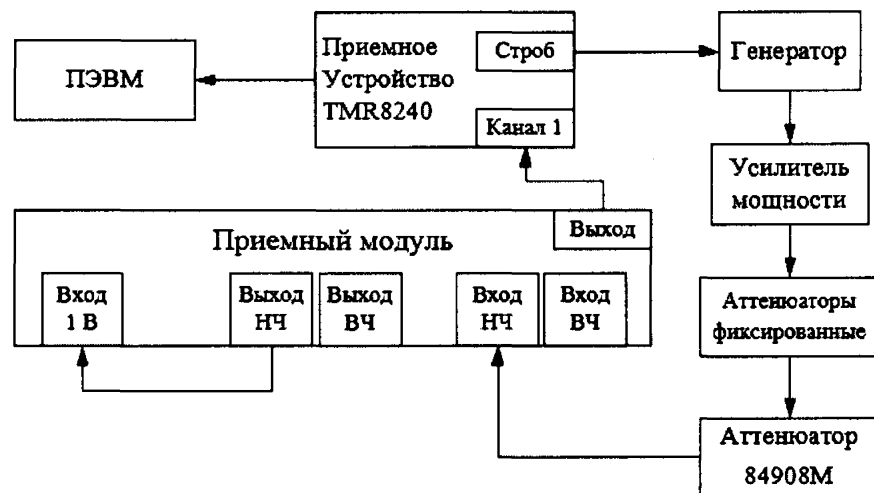 ПЭВМ
Приемное
Устройство
TMR8240
Строб
Канал 1
Генератор
Усилитель
мощности
Аттенюаторы
фиксированные
Аттенюатор
84908М
Приемный модуль
Выход
Вход
1 В
Выход
НЧ
Выход
ВЧ
Вход
НЧ
Вход
ВЧ